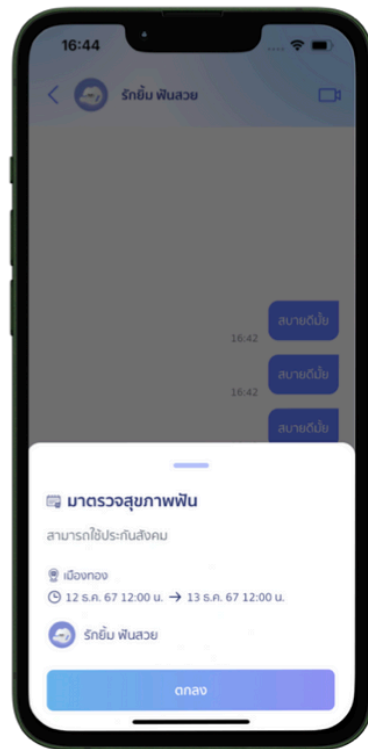 16:44
รักยิ้ม ฟันสวย
สบายดีมั้ย
16:42
สบายดีมั้ย
16:42
สบายดีมั้ย
มาตรวจสุขภาพฟัน
สามารถใช้ประกันสังคม
เมืองทอง
12 ธ.ค. 67 12:00 น. → 13 ธ.ค. 67 12:00 น.
รักยิ้ม ฟันสวย
ตกลง